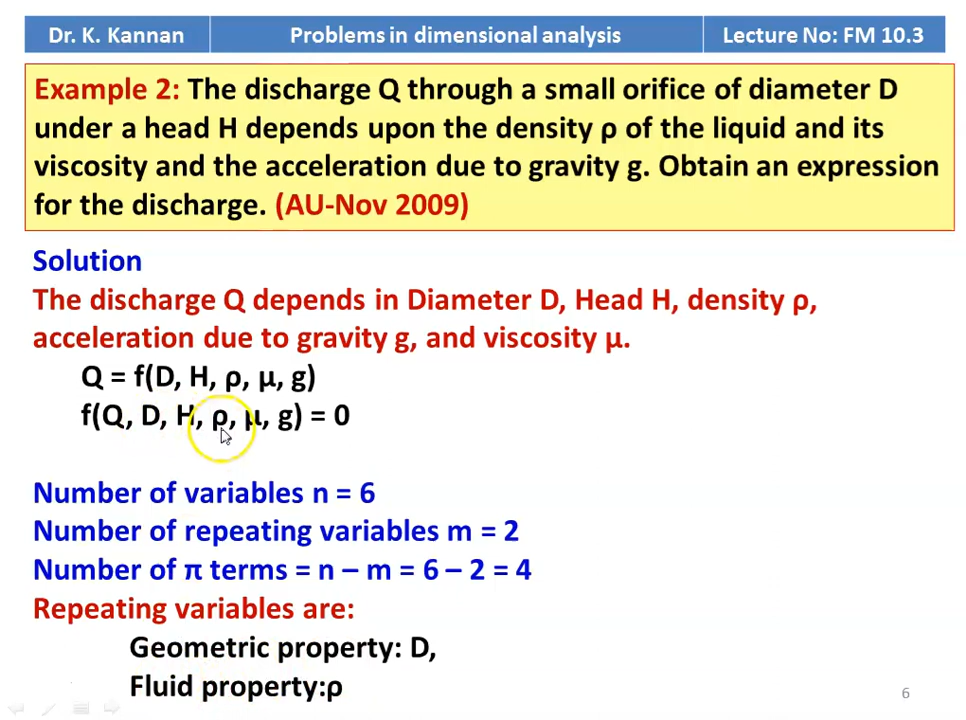 Dr. K. Kannan Problems in dimensional analysis Lecture No: FM 10.3
Example 2: The discharge Q through a small orifice of diameter D
under a head H depends upon the density ρ of the liquid and its
viscosity and the acceleration due to gravity g. Obtain an expression
for the discharge. (AU-Nov 2009)
Solution
The discharge Q depends in Diameter D, Head H, density ρ,
acceleration due to gravity g, and viscosity μ.
Q = f(D, H, ρ, μ, g)
f(Q, D, H, ρ, μ, g) = 0
Number of variables n = 6
Number of repeating variables m = 2
Number of π terms = n – m = 6 – 2 = 4
Repeating variables are:
Geometric property: D,
Fluid property:ρ
6